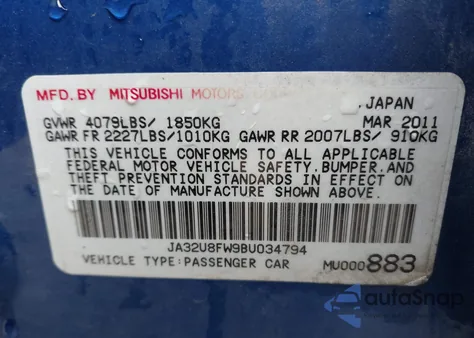 MFD. BY MITSUBISHI MOTORS
JAPAN
GVWR 4079LBS/ 1850KG MAR 2011
GAWR FR 2227LBS/1010KG GAWR RR 2007LBS/ 910KG
THIS VEHICLE CONFORMS TO ALL APPLICABLE
FEDERAL MOTOR VEHICLE SAFETY, BUMPER, AND
THEFT PREVENTION STANDARDS IN EFFECT ON
THE DATE OF MANUFACTURE SHOWN ABOVE.
JA32U8FW9BU034794
VEHICLE TYPE:PASSENGER CAR MU000883
autoSnap